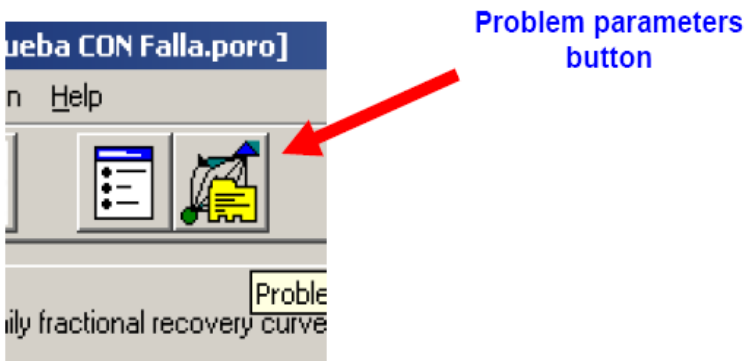 Problem parameters
button
ueba CON Falla.poro]
n Help
Proble
ily fractional recovery curve